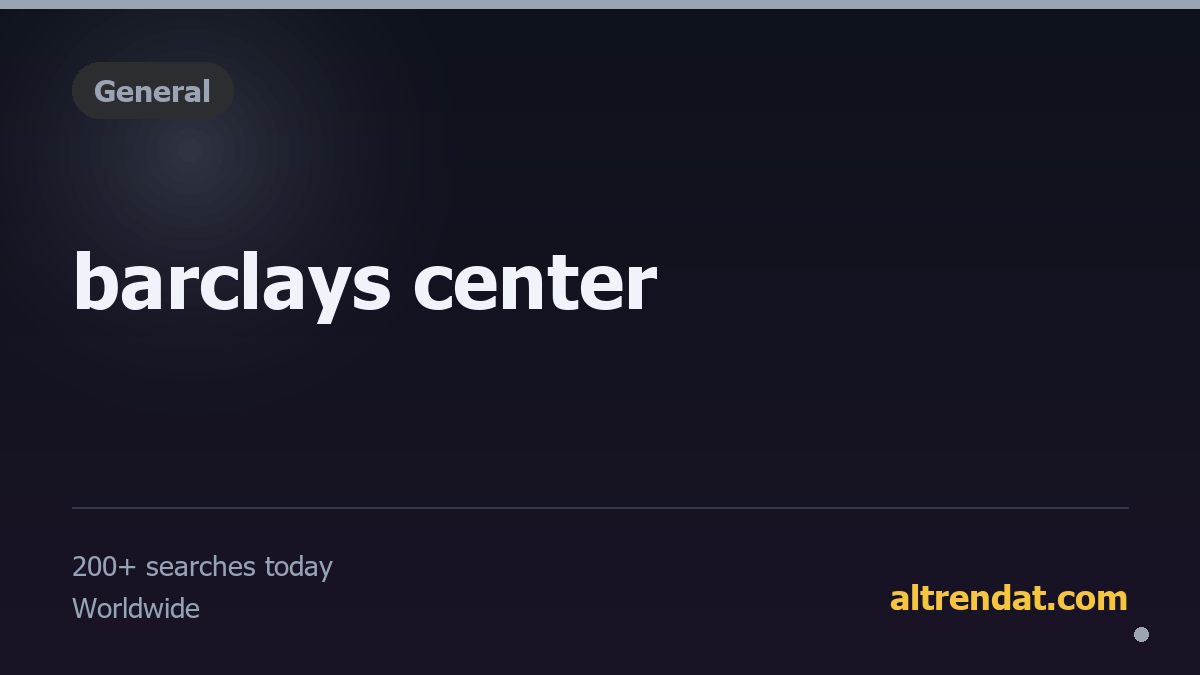 General
barclays center
200+ searches today
Worldwide
altrendat.com